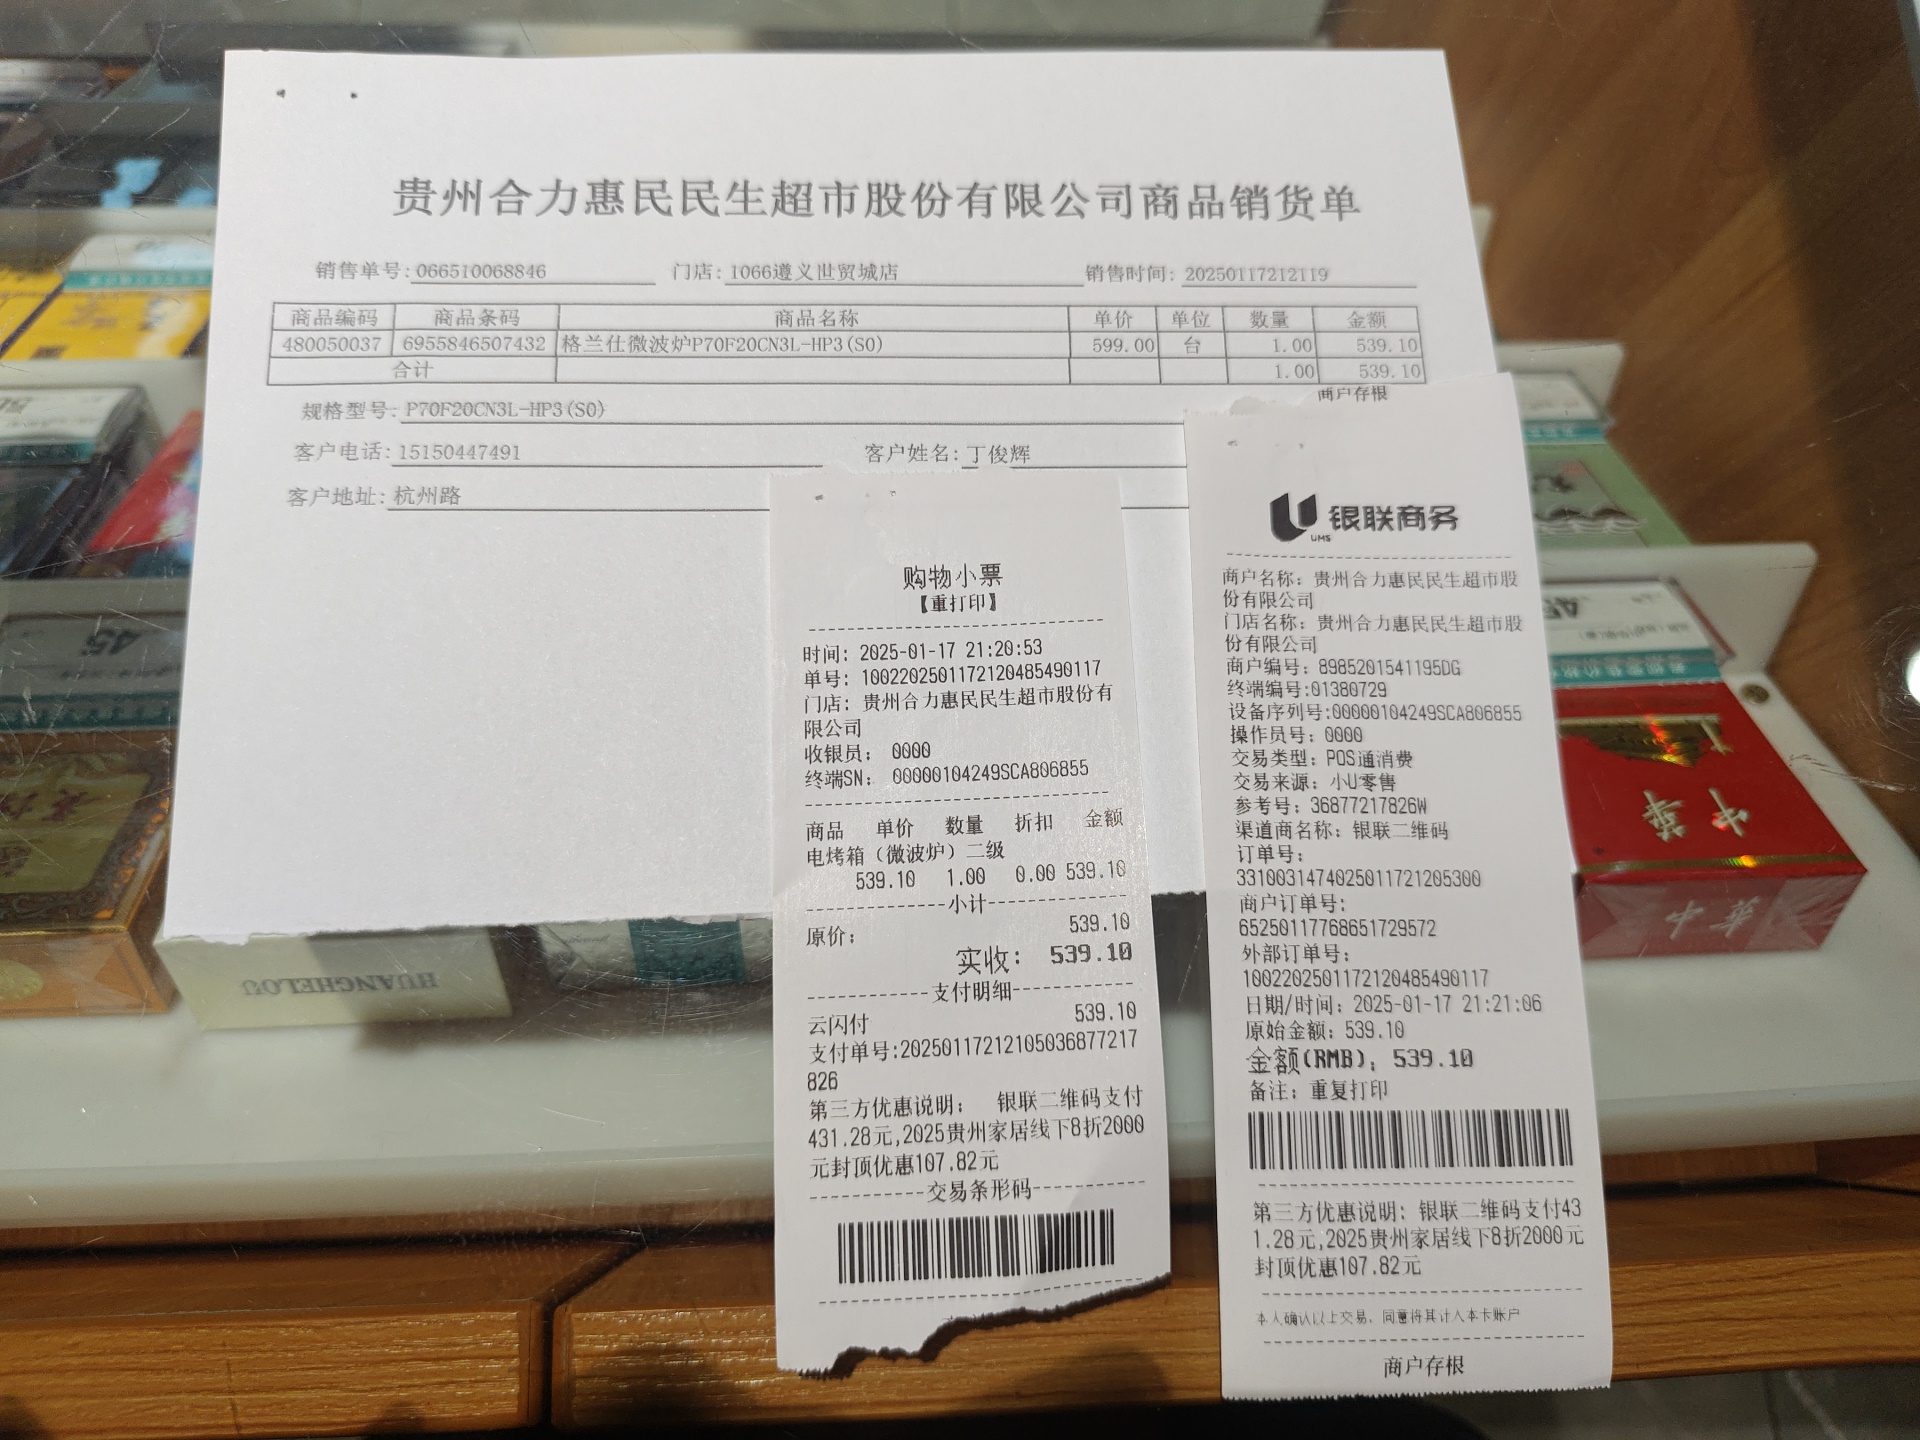 贵州合力惠民民生超市股份有限公司商品销货单
销售单号:066510068846 门店:1066遵义世贸城店 销售时间:20250117212119
商品编码 商品条码 商品名称 单价 单位 数量 金额
480050037 6955846507432 格兰仕微波炉P70F20CN3L-HP3(S0) 599.00 台 1.00 539.10
合计 1.00 539.10
商户存根
规格型号:P70F20CN3L-HP3(S0)
客户电话:15150447491 客户姓名:丁俊辉
客户地址:杭州路
购物小票
【重打印】
时间: 2025-01-17 21:20:53
单号: 1002202501172120485490117
门店: 贵州合力惠民民生超市股份有
限公司
收银员: 0000
终端SN: 00000104249SCA806855
商品 单价 数量 折扣 金额
电烤箱（微波炉）二级
539.10 1.00 0.00 539.10
小计
原价: 539.10
实收: 539.10
支付明细
云闪付 539.10
支付单号:20250117212105036877217
826
第三方优惠说明: 银联二维码支付
431.28元,2025贵州家居线下8折2000
元封顶优惠107.82元
交易条形码
银联商务
UMS
商户名称: 贵州合力惠民民生超市股
份有限公司
门店名称: 贵州合力惠民民生超市股
份有限公司
商户编号: 8985201541195DG
终端编号:01380729
设备序列号:00000104249SCA806855
操作员号: 0000
交易类型: POS通消费
交易来源: 小U零售
参考号: 36877217826W
渠道商名称: 银联二维码
订单号:
33100314740250117212053​00
商户订单号:
65250117768651729572
外部订单号:
1002202501172120485490117
日期/时间: 2025-01-17 21:21:06
原始金额: 539.10
金额(RMB): 539.10
备注: 重复打印
第三方优惠说明: 银联二维码支付43
1.28元,2025贵州家居线下8折2000元
封顶优惠107.82元
本人确认以上交易，同意将其计入本卡账户
商户存根
HUANGHELOU
45
中華
中華